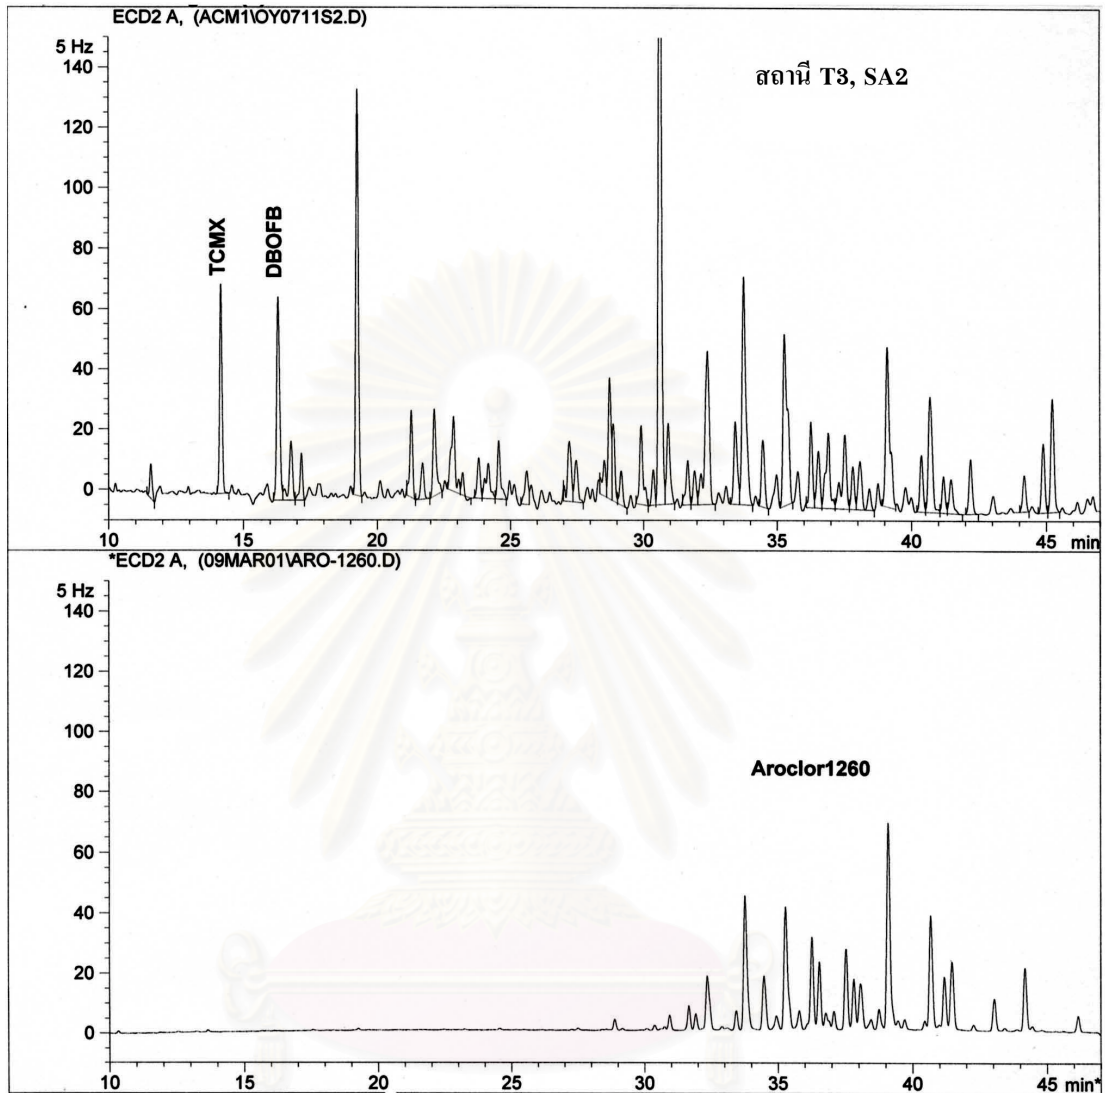 ECD2 A, (ACM1\OY0711S2.D)
5 Hz
140
120
100
80
60
40
20
0
สถานี T3, SA2
TCMX
DBOFB
10 15 20 25 30 35 40 45 min
*ECD2 A, (09MAR01\ARO-1260.D)
5 Hz
140
120
100
80
60
40
20
0
Aroclor1260
10 15 20 25 30 35 40 45 min*